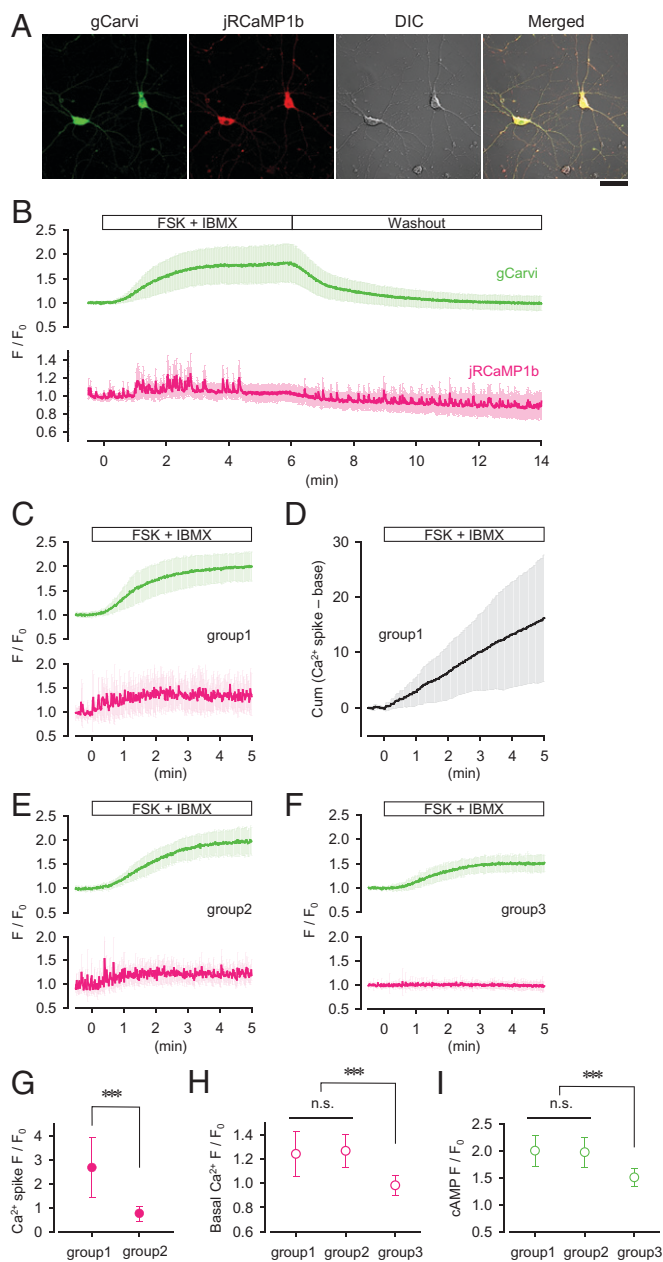 A
gCarvi jRCaMP1b DIC Merged
B
FSK + IBMX Washout
2.5
2.0
1.5
1.0
0.5
gCarvi
F / F0
1.4
1.2
1.0
0.8
0.6
jRCaMP1b
0 2 4 6 8 10 12 14
(min)
C
FSK + IBMX
2.5
2.0
1.5
1.0
0.5
group1
F / F0
2.0
1.5
1.0
0.5
0 1 2 3 4 5
(min)
D
FSK + IBMX
30
20
10
0
group1
Cum (Ca²⁺ spike – base)
0 1 2 3 4 5
(min)
E
FSK + IBMX
2.5
2.0
1.5
1.0
0.5
group2
F / F0
2.0
1.5
1.0
0.5
0 1 2 3 4 5
(min)
F
FSK + IBMX
2.5
2.0
1.5
1.0
0.5
group3
F / F0
2.0
1.5
1.0
0.5
0 1 2 3 4 5
(min)
G
***
Ca²⁺ spike F / F0
4
3
2
1
0
group1 group2
H
***
n.s.
Basal Ca²⁺ F / F0
1.4
1.2
1.0
0.8
0.6
group1 group2 group3
I
***
n.s.
cAMP F / F0
2.5
2.0
1.5
1.0
0.5
group1 group2 group3